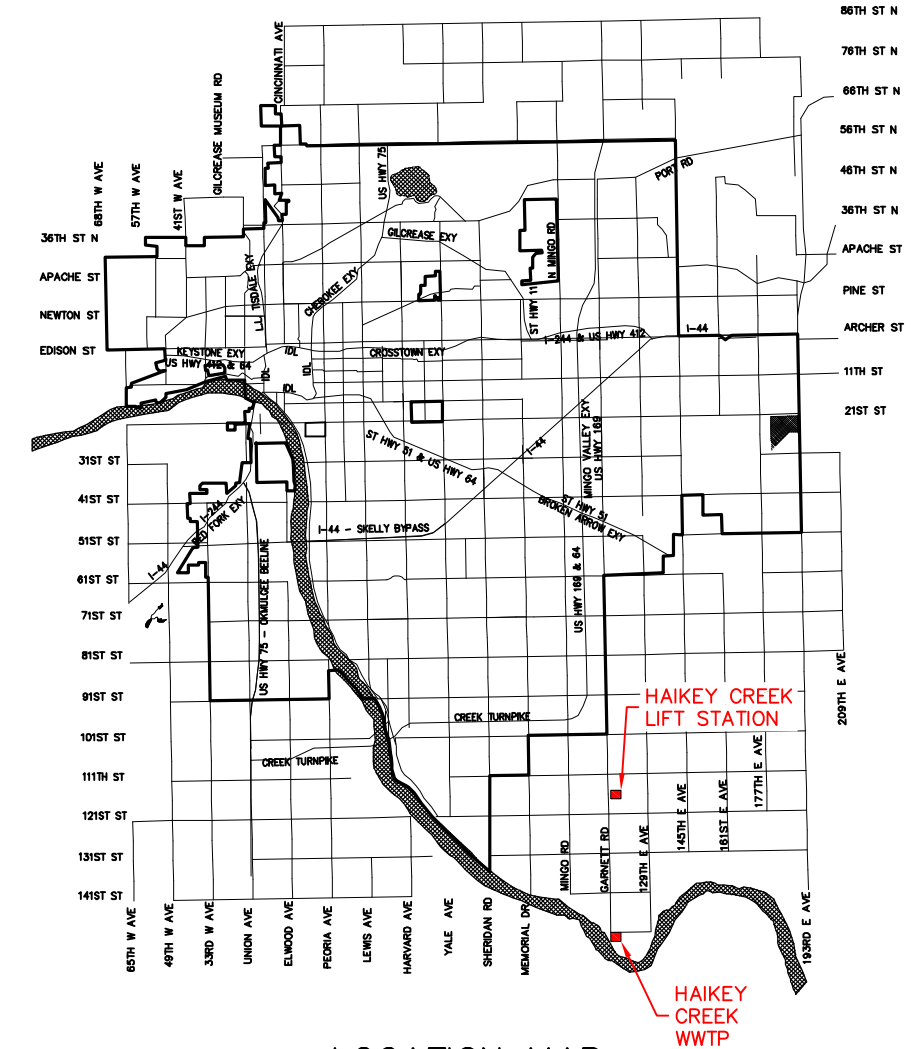 86TH ST N
76TH ST N
66TH ST N
56TH ST N
46TH ST N
36TH ST N
APACHE ST
PINE ST
ARCHER ST
11TH ST
21ST ST
CINCINNATI AVE
GILCREASE MUSEUM RD
68TH W AVE
57TH W AVE
41ST W AVE
36TH ST N
APACHE ST
NEWTON ST
EDISON ST
US HWY 75
PORT RD
GILCREASE EXY
N MINGO RD
L.L. TISDALE EXY
CHEROKEE EXY
ST HWY 11
I-244 & US HWY 412
I-44
KEYSTONE EXY
US HWY 412 & 64
IDL
IDL
IDL
IDL
CROSSTOWN EXY
I-44
MINGO VALLEY EXY
US HWY 169
ST HWY 51 & US HWY 64
ST HWY 51
BROKEN ARROW EXY
31ST ST
41ST ST
51ST ST
61ST ST
71ST ST
81ST ST
91ST ST
101ST ST
111TH ST
121ST ST
131ST ST
141ST ST
I-244
RED FORK EXY
I-44
I-44 - SKELLY BYPASS
US HWY 75 - OKMULGEE BEELINE
US HWY 169 & 64
209TH E AVE
HAIKEY CREEK
LIFT STATION
CREEK TURNPIKE
CREEK TURNPIKE
177TH E AVE
161ST E AVE
145TH E AVE
129TH E AVE
GARNETT RD
MINGO RD
65TH W AVE
49TH W AVE
33RD W AVE
UNION AVE
ELWOOD AVE
PEORIA AVE
LEWIS AVE
HARVARD AVE
YALE AVE
SHERIDAN RD
MEMORIAL DR
193RD E AVE
HAIKEY
CREEK
WWTP
LOCATION MAP